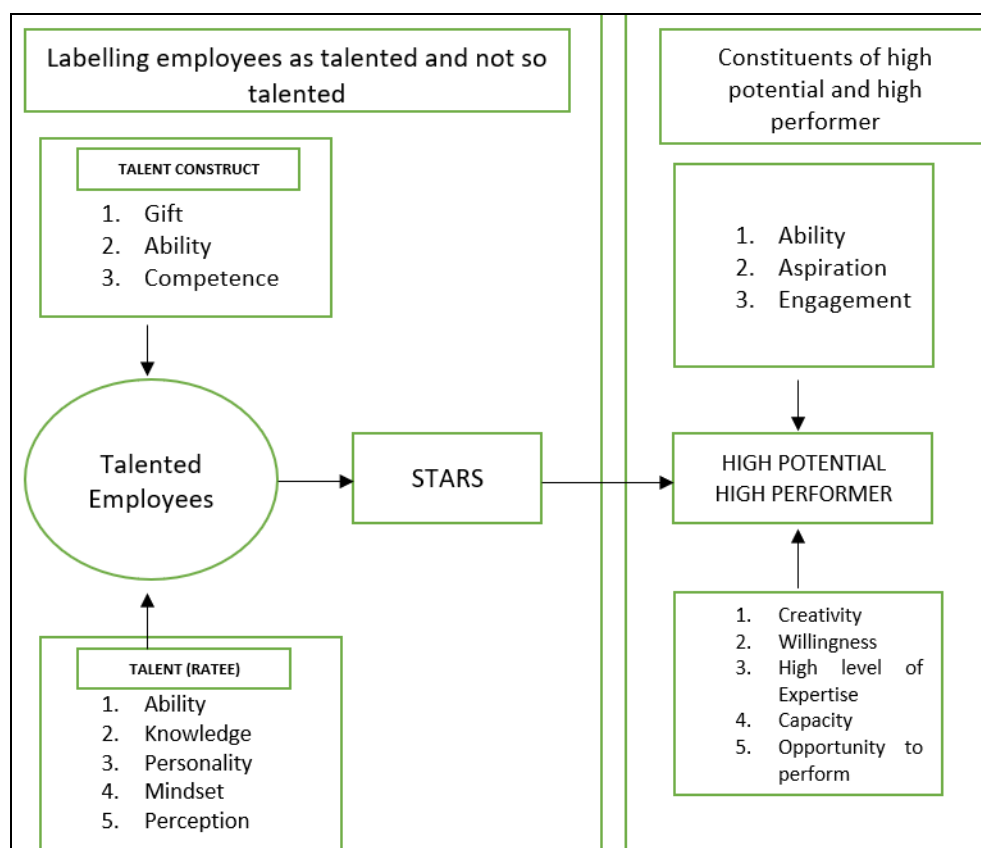 Labelling employees as talented and not so
talented
TALENT CONSTRUCT
1. Gift
2. Ability
3. Competence
Talented
Employees
STARS
TALENT (RATEE)
1. Ability
2. Knowledge
3. Personality
4. Mindset
5. Perception
Constituents of high
potential and high
performer
1. Ability
2. Aspiration
3. Engagement
HIGH POTENTIAL
HIGH PERFORMER
1. Creativity
2. Willingness
3. High level of
Expertise
4. Capacity
5. Opportunity to
perform